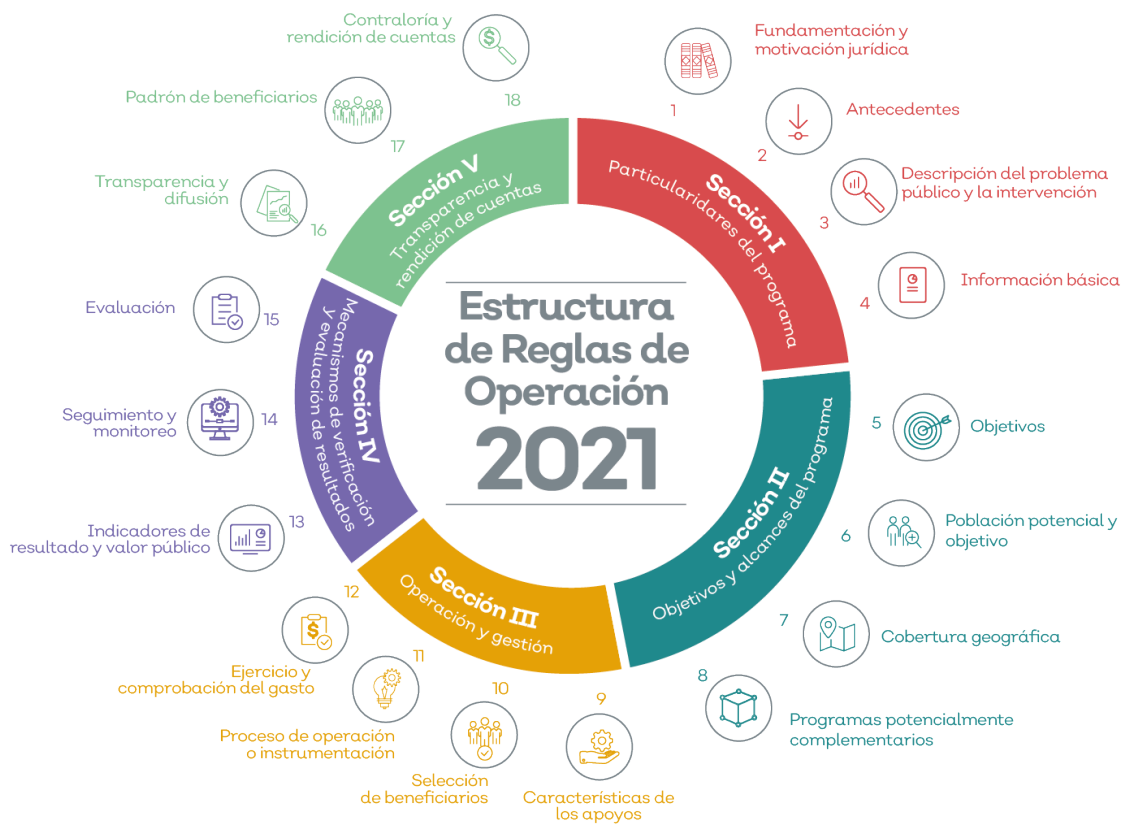 Estructura
de Reglas de
Operación
2021
Sección I
Particularidares del programa
1
Fundamentación y
motivación jurídica
2
Antecedentes
3
Descripción del problema
público y la intervención
4
Información básica
Sección II
Objetivos y alcances del programa
5
Objetivos
6
Población potencial y
objetivo
7
Cobertura geográfica
8
Programas potencialmente
complementarios
Sección III
Operación y gestión
9
Características de
los apoyos
10
Selección
de beneficiarios
11
Proceso de operación
o instrumentación
12
Ejercicio y
comprobación del gasto
Sección IV
Mecanismos de verificación
y evaluación de resultados
13
Indicadores de
resultado y valor público
14
Seguimiento y
monitoreo
15
Evaluación
Sección V
Transparencia y
rendición de cuentas
16
Transparencia y
difusión
17
Padrón de beneficiarios
18
Contraloría y
rendición de cuentas
$
$